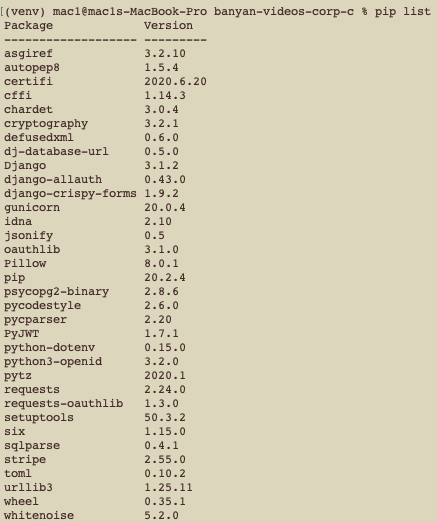 [(venv) mac1@mac1s-MacBook-Pro banyan-videos-corp-c % pip list
Package Version
------------------- ---------
asgiref 3.2.10
autopep8 1.5.4
certifi 2020.6.20
cffi 1.14.3
chardet 3.0.4
cryptography 3.2.1
defusedxml 0.6.0
dj-database-url 0.5.0
Django 3.1.2
django-allauth 0.43.0
django-crispy-forms 1.9.2
gunicorn 20.0.4
idna 2.10
jsonify 0.5
oauthlib 3.1.0
Pillow 8.0.1
pip 20.2.4
psycopg2-binary 2.8.6
pycodestyle 2.6.0
pycparser 2.20
PyJWT 1.7.1
python-dotenv 0.15.0
python3-openid 3.2.0
pytz 2020.1
requests 2.24.0
requests-oauthlib 1.3.0
setuptools 50.3.2
six 1.15.0
sqlparse 0.4.1
stripe 2.55.0
toml 0.10.2
urllib3 1.25.11
wheel 0.35.1
whitenoise 5.2.0